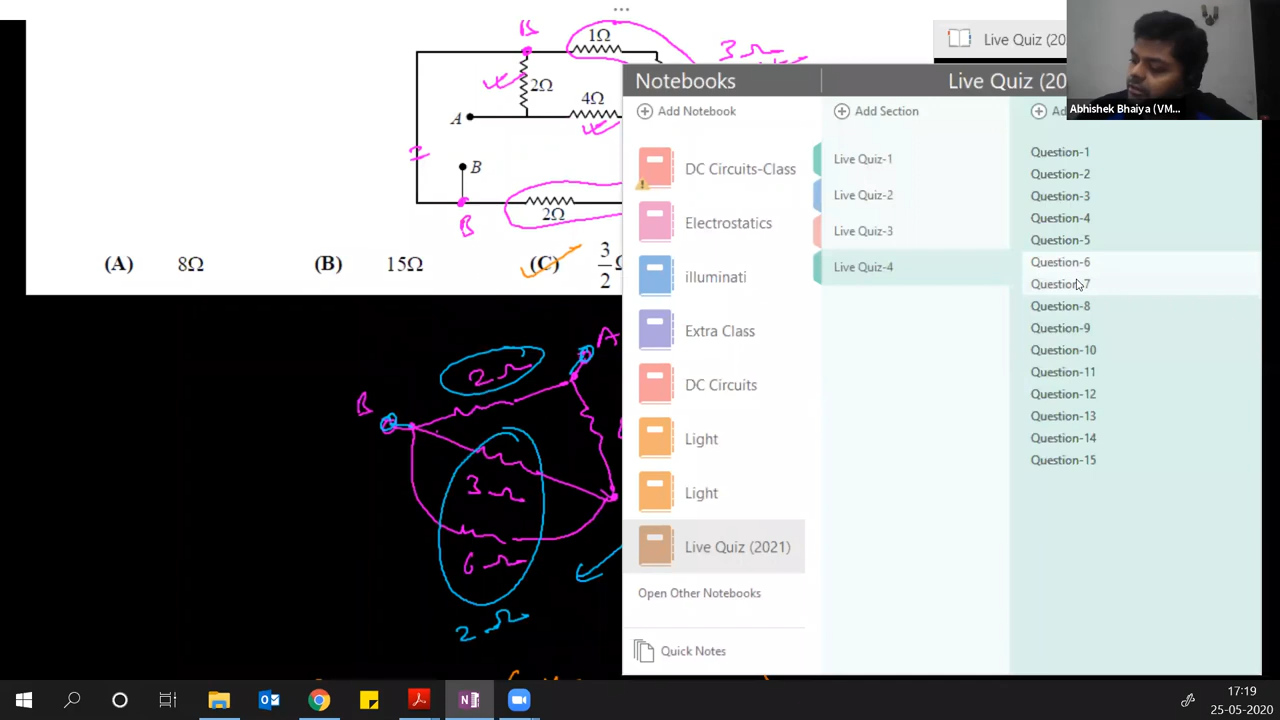 ...
B
1Ω
3Ω
2Ω
4Ω
A
B
B
2Ω
(A) 8Ω (B) 15Ω (C) 3/2
2Ω
A
B
3Ω
6Ω
2Ω
Live Quiz (20
Abhishek Bhaiya (VM...
Notebooks
Live Quiz (20
Add Notebook
Add Section
Ad
DC Circuits-Class
Electrostatics
illuminati
Extra Class
DC Circuits
Light
Light
Live Quiz (2021)
Open Other Notebooks
Quick Notes
Live Quiz-1
Live Quiz-2
Live Quiz-3
Live Quiz-4
Question-1
Question-2
Question-3
Question-4
Question-5
Question-6
Question-7
Question-8
Question-9
Question-10
Question-11
Question-12
Question-13
Question-14
Question-15
17:19
25-05-2020